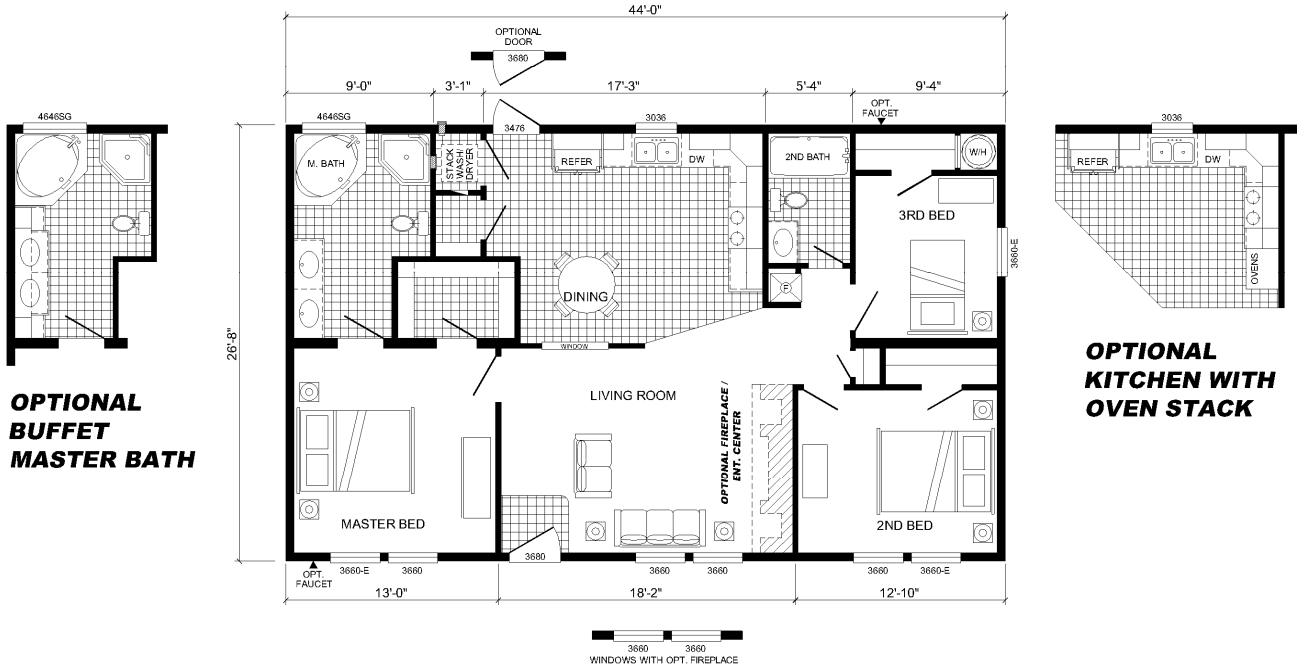 44'-0"
OPTIONAL
DOOR
3680
9'-0"
3'-1"
17'-3"
5'-4"
9'-4"
OPT.
FAUCET
4646SG
4646SG
3476
3036
3036
M. BATH
STACK
WASH/
DRYER
REFER
DW
2ND BATH
W/H
REFER
DW
3RD BED
3660-E
OVENS
F
DINING
26'-8"
WINDOW
OPTIONAL
BUFFET
MASTER BATH
LIVING ROOM
OPTIONAL FIREPLACE /
ENT. CENTER
OPTIONAL
KITCHEN WITH
OVEN STACK
MASTER BED
2ND BED
3680
OPT.
FAUCET
3660-E
3660
3660
3660
3660
3660-E
13'-0"
18'-2"
12'-10"
3660
3660
WINDOWS WITH OPT. FIREPLACE